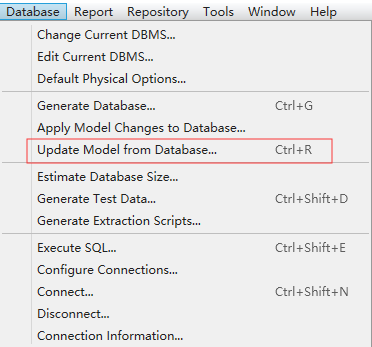 Database Report Repository Tools Window Help
Change Current DBMS...
Edit Current DBMS...
Default Physical Options...
Generate Database... Ctrl+G
Apply Model Changes to Database...
Update Model from Database... Ctrl+R
Estimate Database Size...
Generate Test Data... Ctrl+Shift+D
Generate Extraction Scripts...
Execute SQL... Ctrl+Shift+E
Configure Connections...
Connect... Ctrl+Shift+N
Disconnect...
Connection Information...